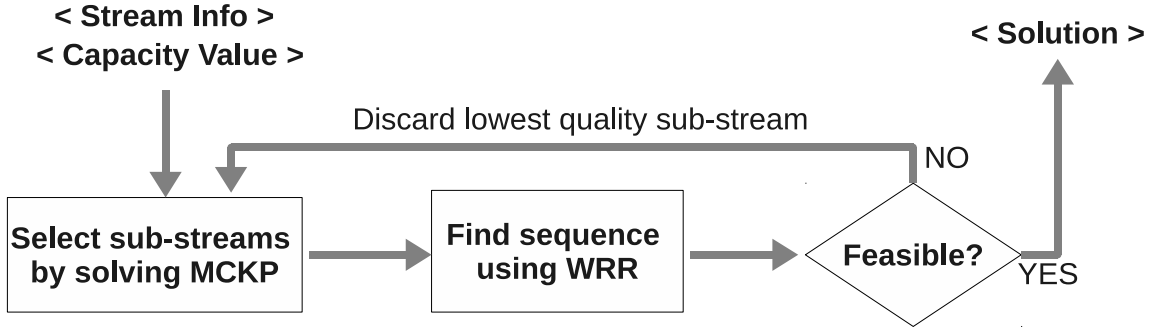 < Stream Info >
< Capacity Value >
< Solution >
Discard lowest quality sub-stream
NO
Select sub-streams
by solving MCKP
Find sequence
using WRR
Feasible?
YES